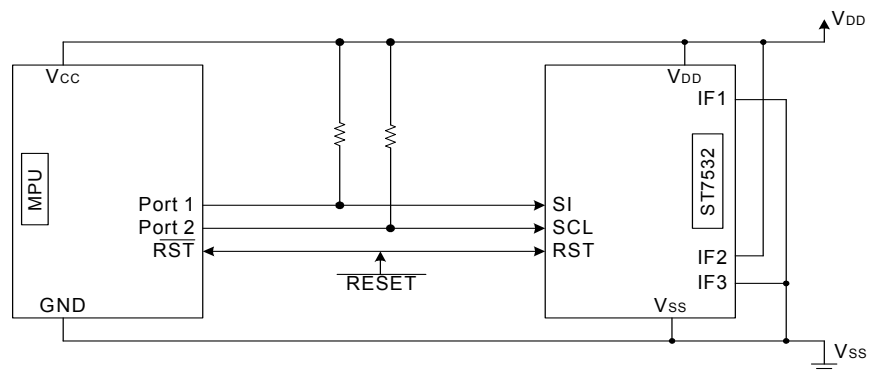 VDD
VCC
VDD
IF1
MPU
ST7532
Port 1
SI
Port 2
SCL
RST
RST
RESET
IF2
IF3
GND
VSS
VSS